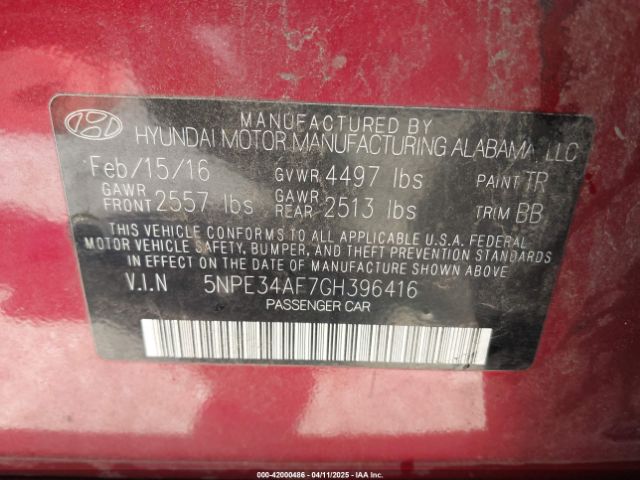 MANUFACTURED BY
HYUNDAI MOTOR MANUFACTURING ALABAMA, LLC
Feb/15/16 GVWR 4497 lbs PAINT TR
GAWR FRONT 2557 lbs GAWR REAR 2513 lbs TRIM BB
THIS VEHICLE CONFORMS TO ALL APPLICABLE U.S.A. FEDERAL
MOTOR VEHICLE SAFETY, BUMPER, AND THEFT PREVENTION STANDARDS
IN EFFECT ON THE DATE OF MANUFACTURE SHOWN ABOVE.
V.I.N 5NPE34AF7GH396416
PASSENGER CAR
000-42000486 - 04/11/2025 - IAA Inc.